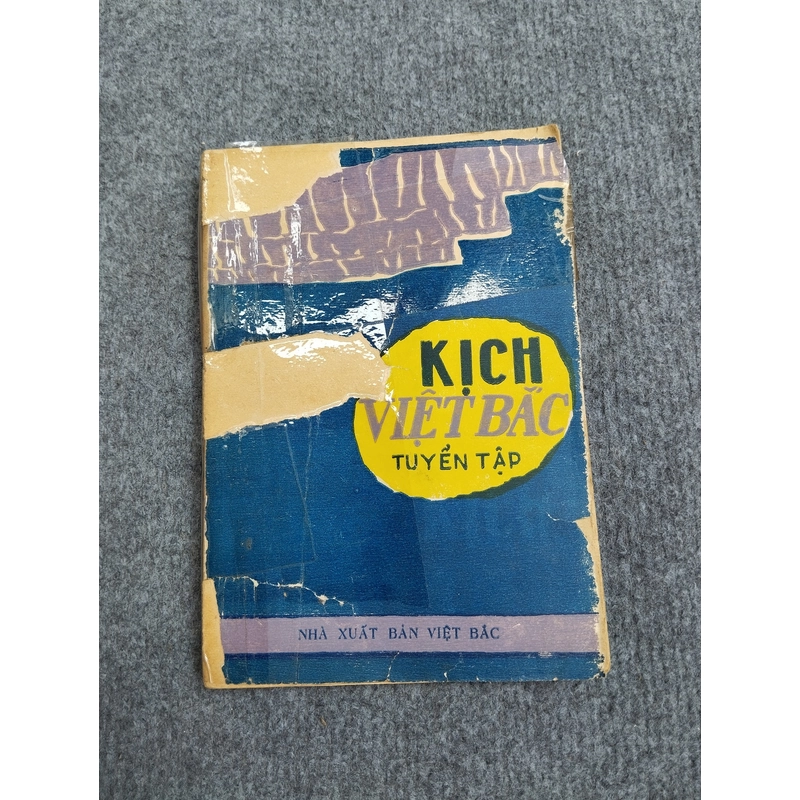 KỊCH
VIỆT BẮC
TUYỂN TẬP
NHÀ XUẤT BẢN VIỆT BẮC